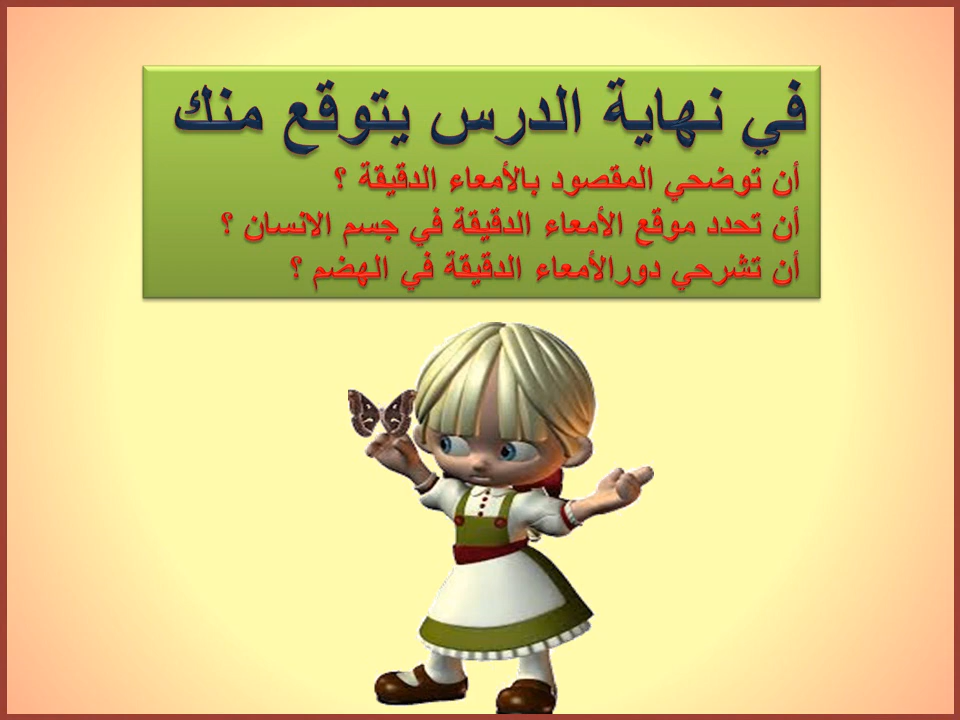 في نهاية الدرس يتوقع منك
أن توضحي المقصود بالأمعاء الدقيقة ؟
أن تحدد موقع الأمعاء الدقيقة في جسم الانسان ؟
أن تشرحي دورالأمعاء الدقيقة في الهضم ؟